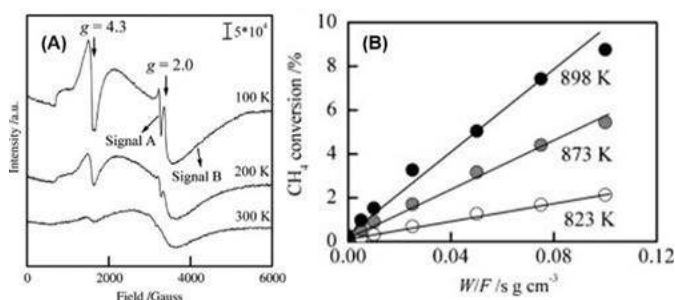 (A)
g = 4.3
5*10⁴
g = 2.0
100 K
Signal A
Signal B
200 K
300 K
Intensity /a.u.
0 2000 4000 6000
Field /Gauss
(B)
CH₄ conversion /%
10
8
6
4
2
0
898 K
873 K
823 K
0.00 0.04 0.08 0.12
W/F /s g cm⁻³